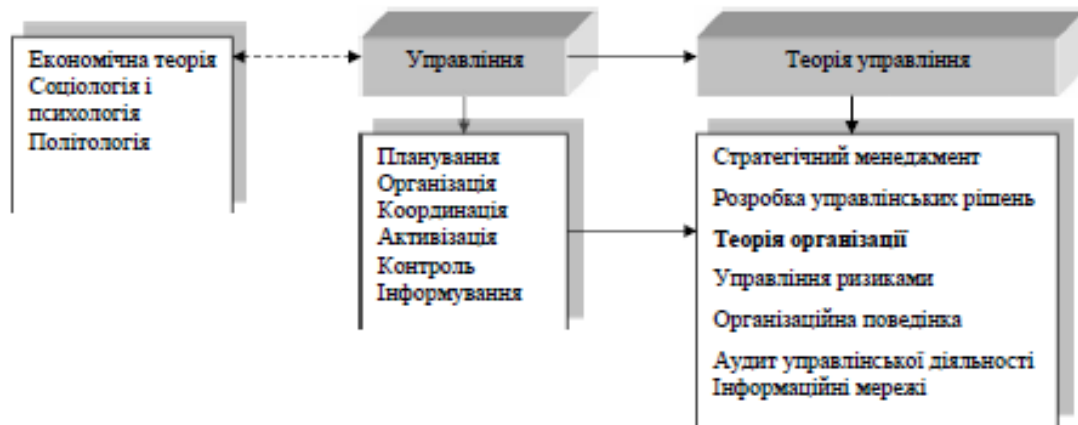 Економічна теорія
Соціологія і
психологія
Політологія
Управління
Планування
Організація
Координація
Активізація
Контроль
Інформування
Теорія управління
Стратегічний менеджмент
Розробка управлінських рішень
Теорія організації
Управління ризиками
Організаційна поведінка
Аудит управлінської діяльності
Інформаційні мережі